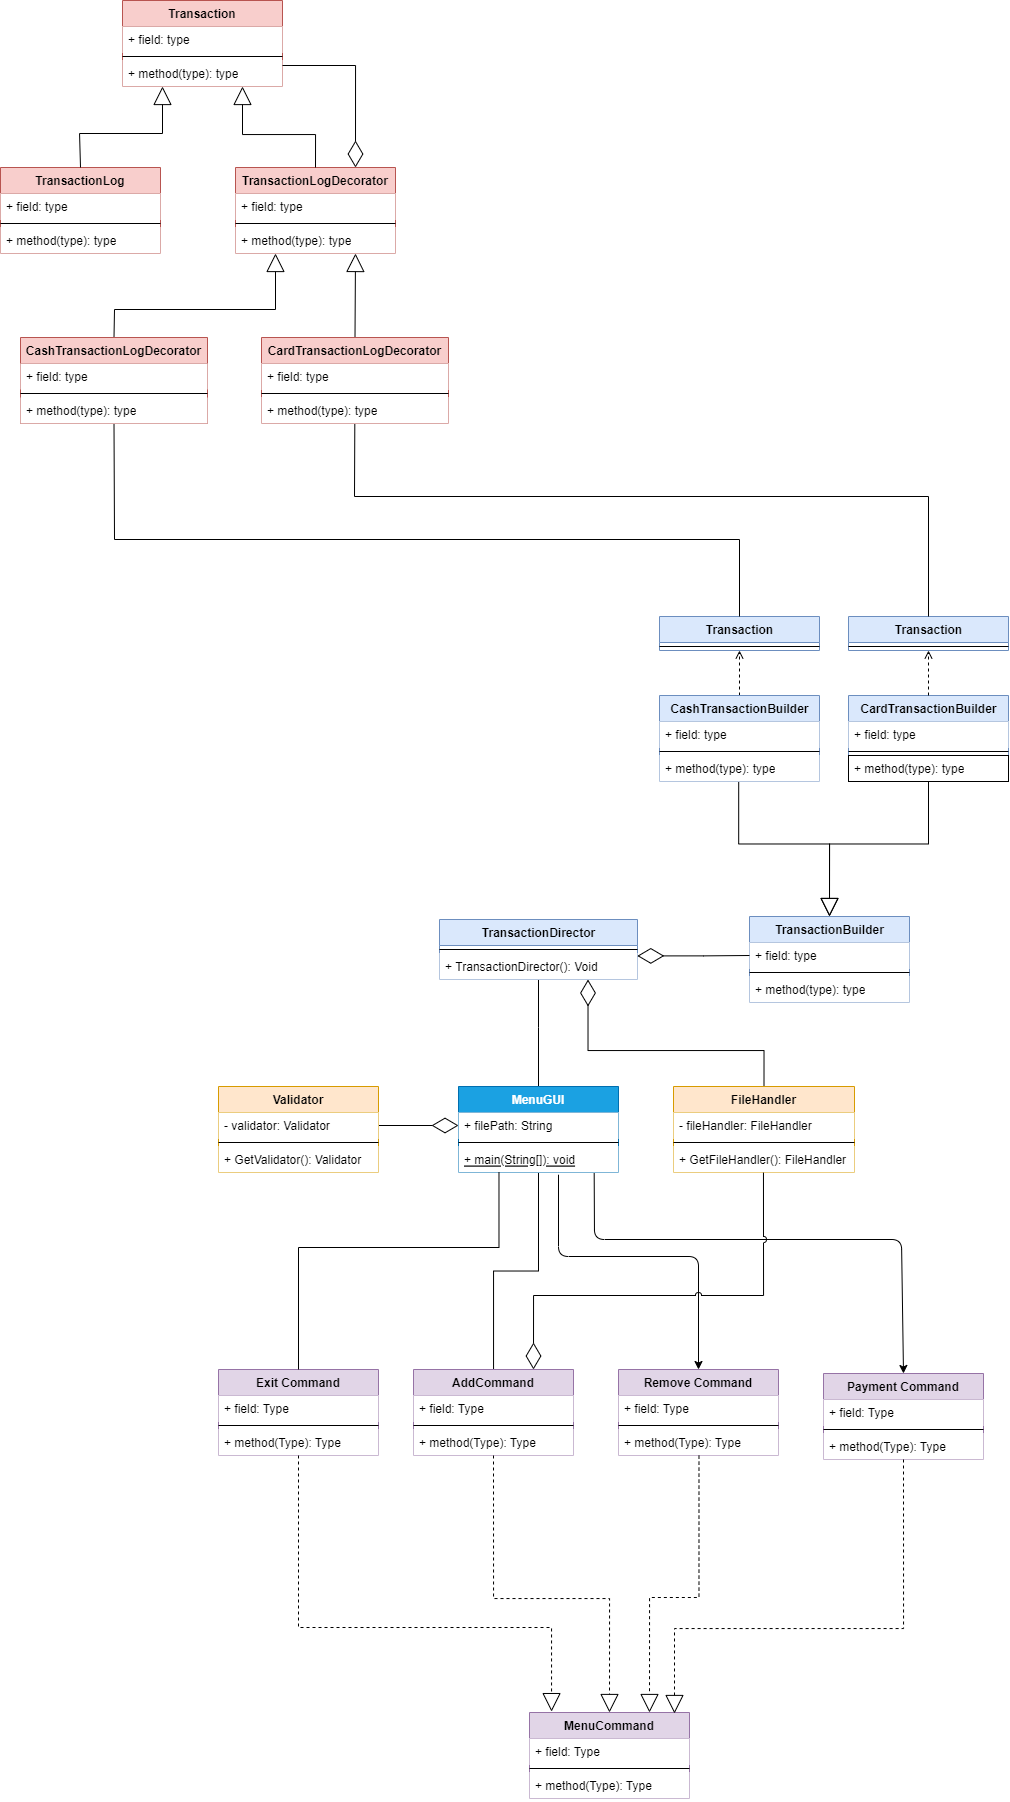 Transaction
+ field: type
+ method(type): type
TransactionLog
+ field: type
+ method(type): type
TransactionLogDecorator
+ field: type
+ method(type): type
CashTransactionLogDecorator
+ field: type
+ method(type): type
CardTransactionLogDecorator
+ field: type
+ method(type): type
Transaction
Transaction
CashTransactionBuilder
+ field: type
+ method(type): type
CardTransactionBuilder
+ field: type
+ method(type): type
TransactionDirector
+ TransactionDirector(): Void
TransactionBuilder
+ field: type
+ method(type): type
Validator
- validator: Validator
+ GetValidator(): Validator
MenuGUI
+ filePath: String
+ main(String[]): void
FileHandler
- fileHandler: FileHandler
+ GetFileHandler(): FileHandler
Exit Command
+ field: Type
+ method(Type): Type
AddCommand
+ field: Type
+ method(Type): Type
Remove Command
+ field: Type
+ method(Type): Type
Payment Command
+ field: Type
+ method(Type): Type
MenuCommand
+ field: Type
+ method(Type): Type